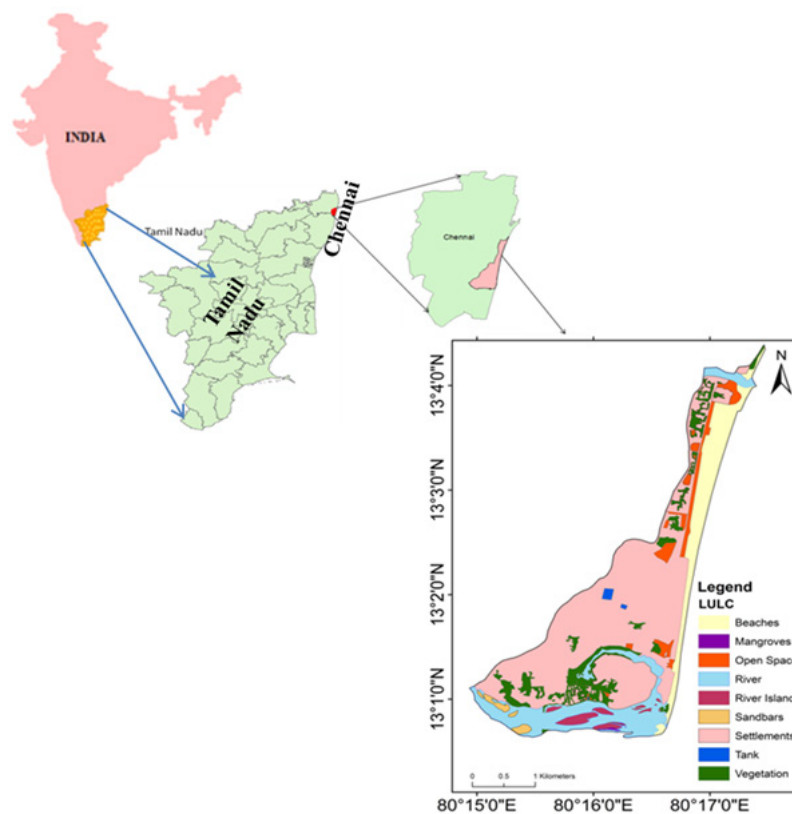 INDIA
Tamil Nadu
Tamil
Nadu
Chennai
Chennai
N
13°4'0"N
13°3'0"N
13°2'0"N
13°1'0"N
Legend
LULC
Beaches
Mangroves
Open Space
River
River Island
Sandbars
Settlements
Tank
Vegetation
0 0.5 1 Kilometers
80°15'0"E 80°16'0"E 80°17'0"E